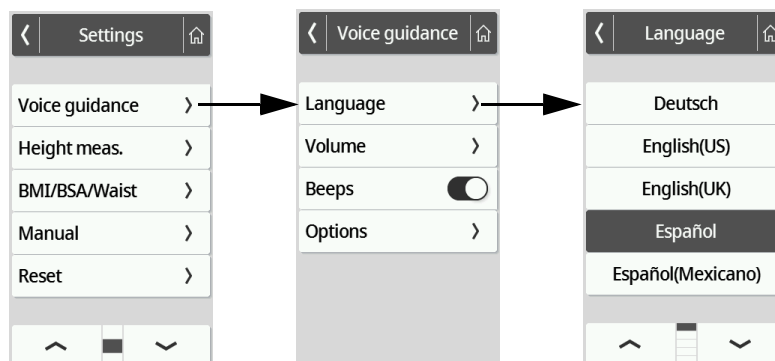 Settings
Voice guidance
Height meas.
BMI/BSA/Waist
Manual
Reset
Voice guidance
Language
Volume
Beeps
Options
Language
Deutsch
English(US)
English(UK)
Español
Español(Mexicano)